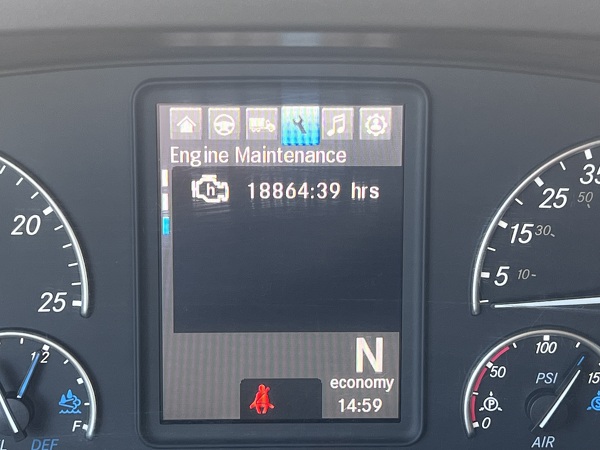 Engine Maintenance
h 18864:39 hrs
N
economy
14:59
20
25
1/2
F
DEF
35
50
25
15 30
5 10
100
50
PSI
15
P
0
S
AIR